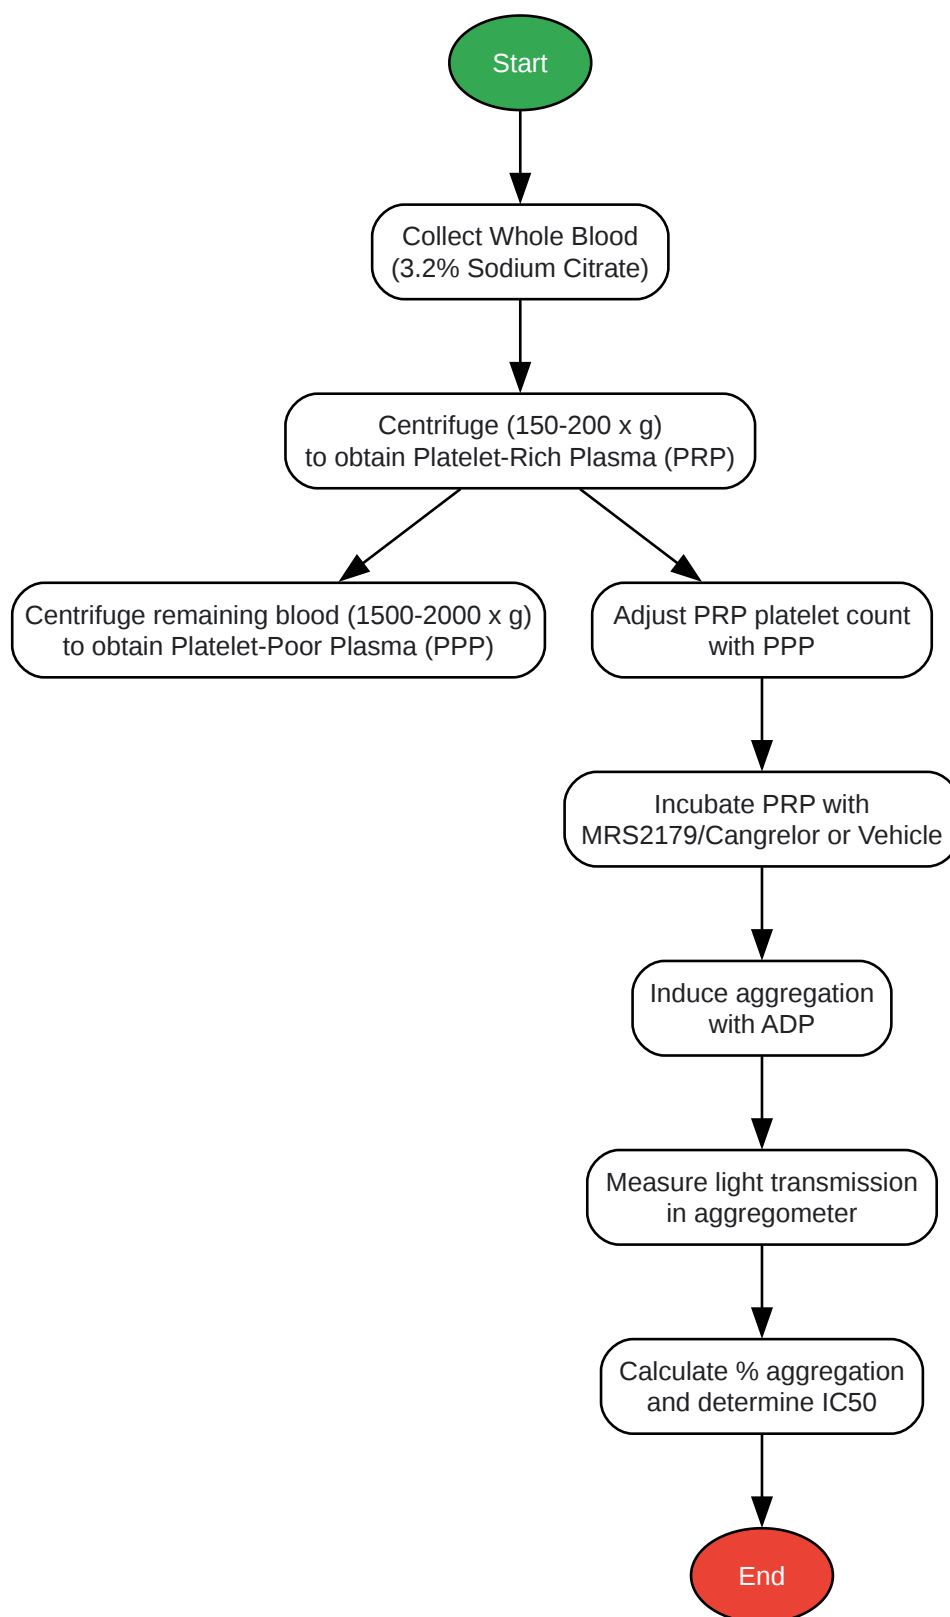 Start
Collect Whole Blood
(3.2% Sodium Citrate)
Centrifuge (150-200 x g)
to obtain Platelet-Rich Plasma (PRP)
Centrifuge remaining blood (1500-2000 x g)
to obtain Platelet-Poor Plasma (PPP)
Adjust PRP platelet count
with PPP
Incubate PRP with
MRS2179/Cangrelor or Vehicle
Induce aggregation
with ADP
Measure light transmission
in aggregometer
Calculate % aggregation
and determine IC50
End